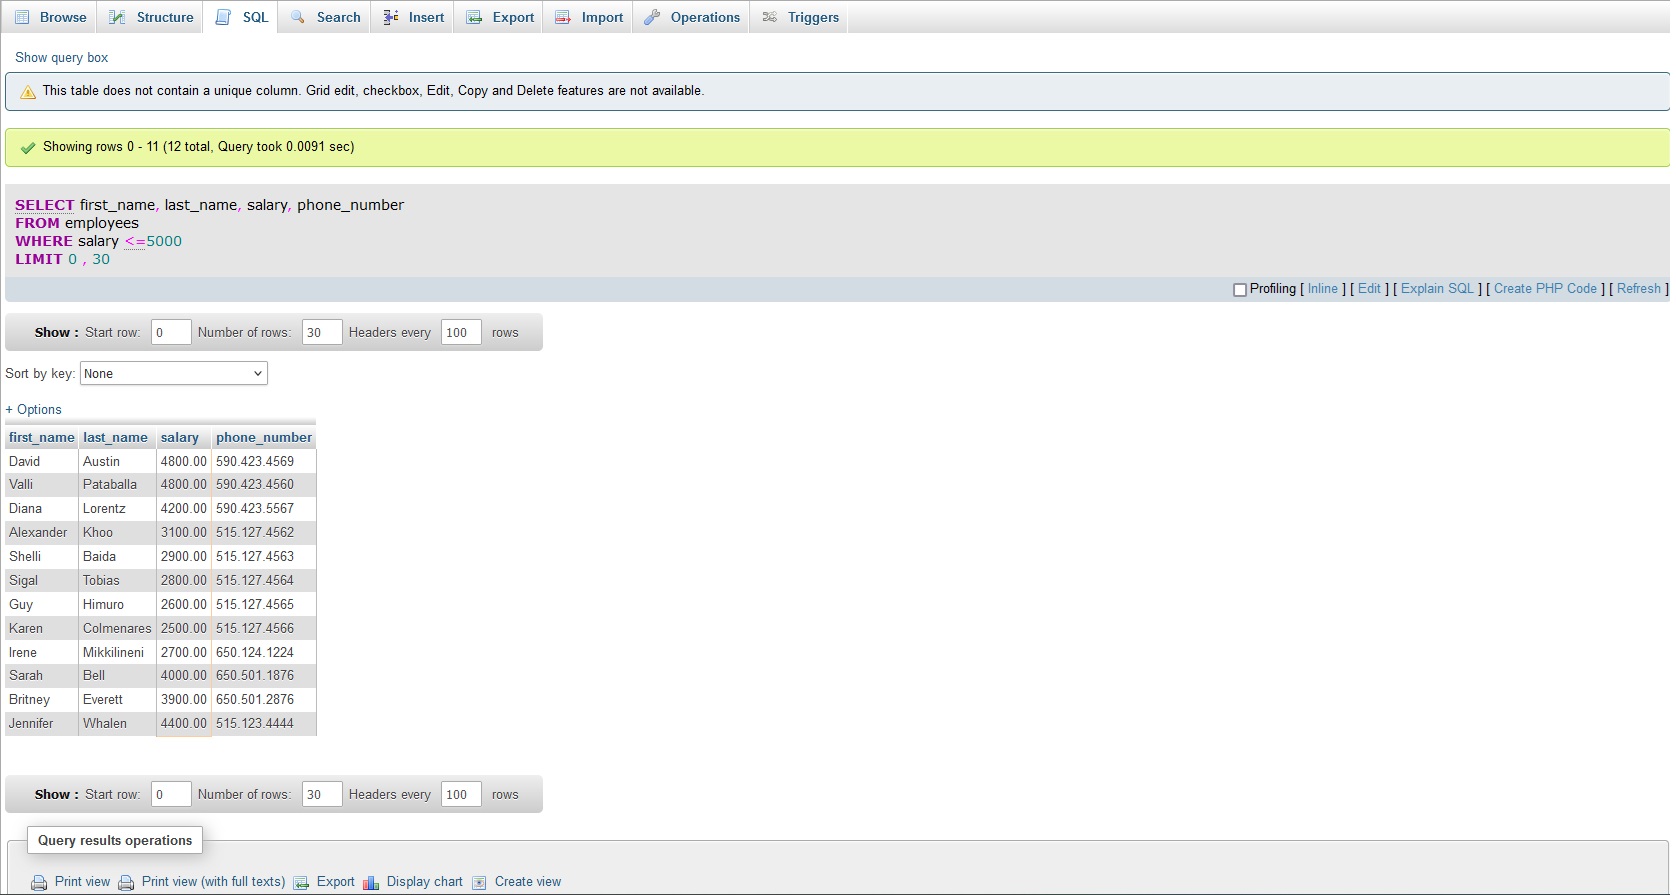 Browse Structure SQL Search Insert Export Import Operations Triggers
Show query box
This table does not contain a unique column. Grid edit, checkbox, Edit, Copy and Delete features are not available.
Showing rows 0 - 11 (12 total, Query took 0.0091 sec)
SELECT first_name, last_name, salary, phone_number
FROM employees
WHERE salary <=5000
LIMIT 0 , 30
Profiling [ Inline ] [ Edit ] [ Explain SQL ] [ Create PHP Code ] [ Refresh ]
Show : Start row: 0 Number of rows: 30 Headers every 100 rows
Sort by key: None
+ Options
first_name last_name salary phone_number
David Austin 4800.00 590.423.4569
Valli Pataballa 4800.00 590.423.4560
Diana Lorentz 4200.00 590.423.5567
Alexander Khoo 3100.00 515.127.4562
Shelli Baida 2900.00 515.127.4563
Sigal Tobias 2800.00 515.127.4564
Guy Himuro 2600.00 515.127.4565
Karen Colmenares 2500.00 515.127.4566
Irene Mikkilineni 2700.00 650.124.1224
Sarah Bell 4000.00 650.501.1876
Britney Everett 3900.00 650.501.2876
Jennifer Whalen 4400.00 515.123.4444
Show : Start row: 0 Number of rows: 30 Headers every 100 rows
Query results operations
Print view Print view (with full texts) Export Display chart Create view